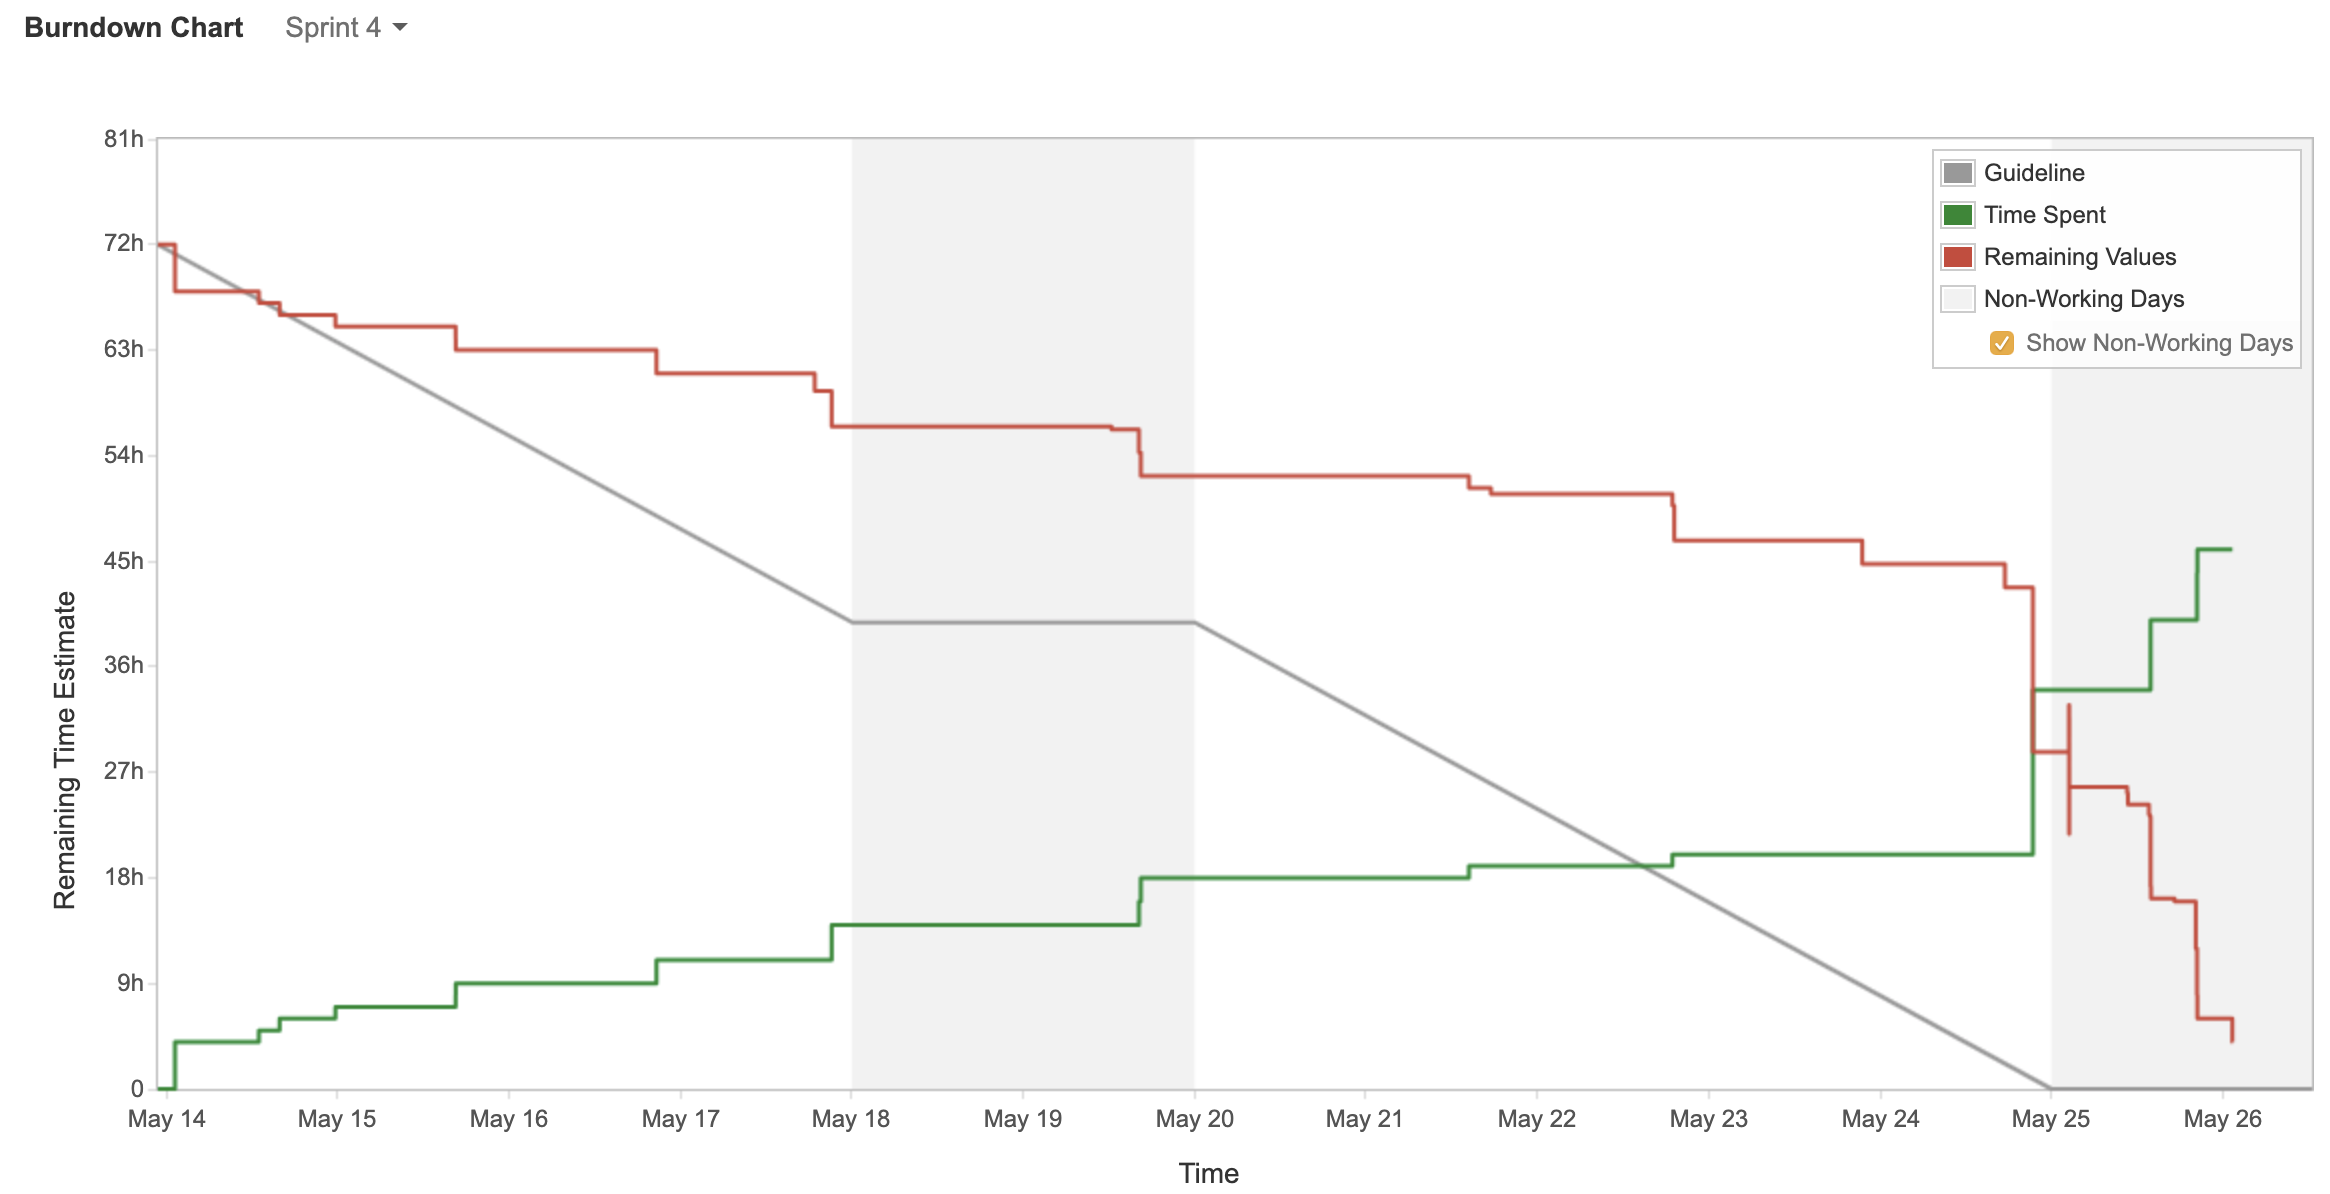 Burndown Chart Sprint 4
81h
72h
63h
54h
45h
36h
27h
18h
9h
0
Remaining Time Estimate
Guideline
Time Spent
Remaining Values
Non-Working Days
Show Non-Working Days
May 14 May 15 May 16 May 17 May 18 May 19 May 20 May 21 May 22 May 23 May 24 May 25 May 26
Time